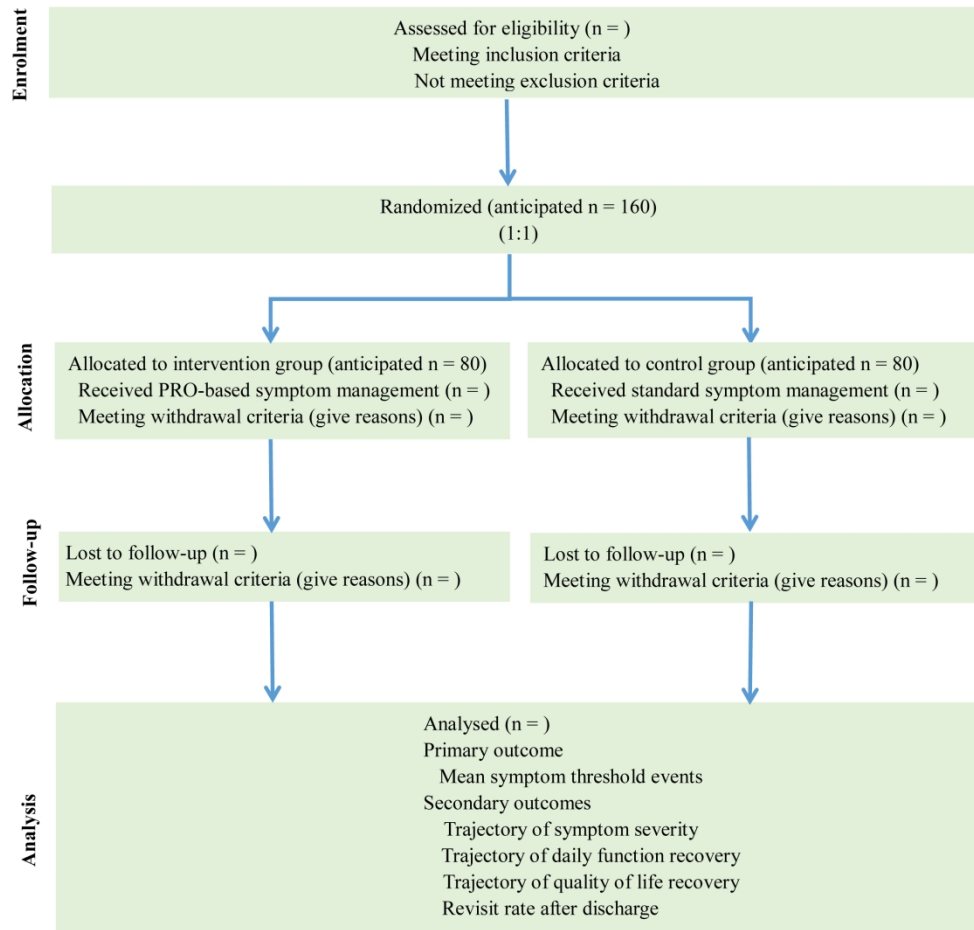 Enrolment
Assessed for eligibility (n = )
Meeting inclusion criteria
Not meeting exclusion criteria
Randomized (anticipated n = 160)
(1:1)
Allocation
Allocated to intervention group (anticipated n = 80)
Received PRO-based symptom management (n = )
Meeting withdrawal criteria (give reasons) (n = )
Allocated to control group (anticipated n = 80)
Received standard symptom management (n = )
Meeting withdrawal criteria (give reasons) (n = )
Follow-up
Lost to follow-up (n = )
Meeting withdrawal criteria (give reasons) (n = )
Lost to follow-up (n = )
Meeting withdrawal criteria (give reasons) (n = )
Analysis
Analysed (n = )
Primary outcome
Mean symptom threshold events
Secondary outcomes
Trajectory of symptom severity
Trajectory of daily function recovery
Trajectory of quality of life recovery
Revisit rate after discharge